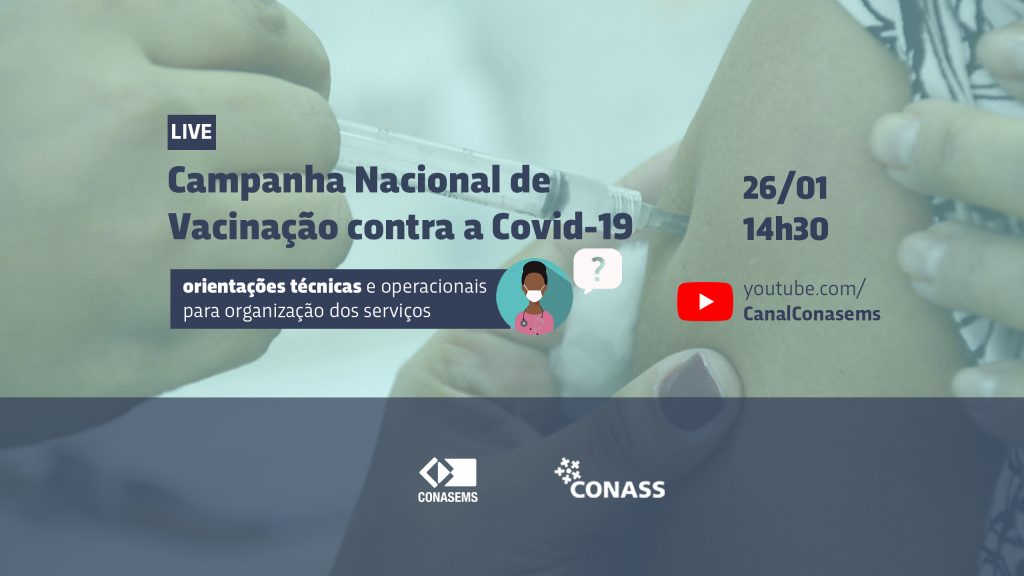 LIVE
Campanha Nacional de
Vacinação contra a Covid-19
orientações técnicas e operacionais
para organização dos serviços
?
26/01
14h30
youtube.com/
CanalConasems
CONASEMS
CONASS